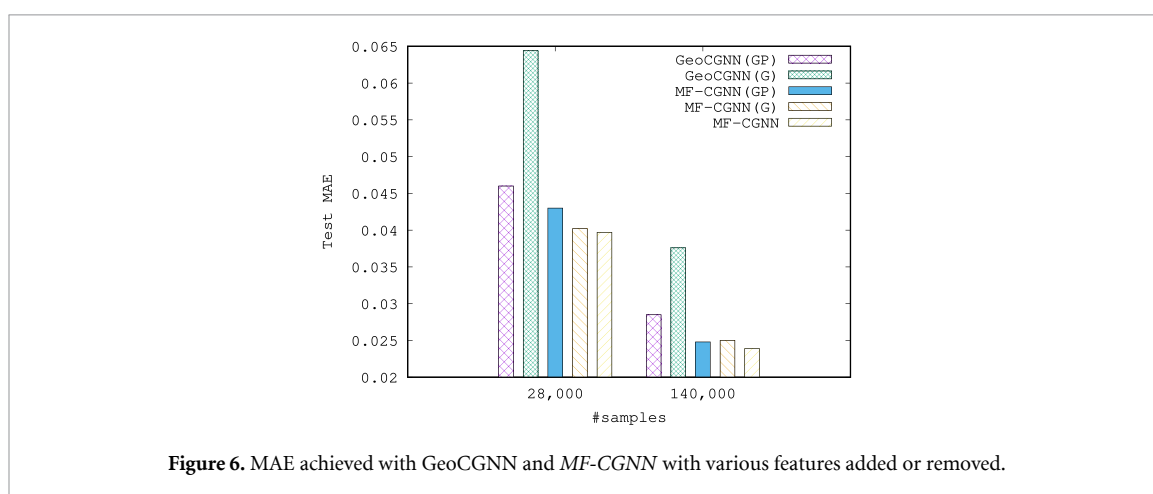 0.065
0.06
0.055
0.05
0.045
0.04
0.035
0.03
0.025
0.02
Test MAE
GeoCGNN(GP)
GeoCGNN(G)
MF-CGNN(GP)
MF-CGNN(G)
MF-CGNN
28,000
140,000
#samples
Figure 6. MAE achieved with GeoCGNN and MF-CGNN with various features added or removed.